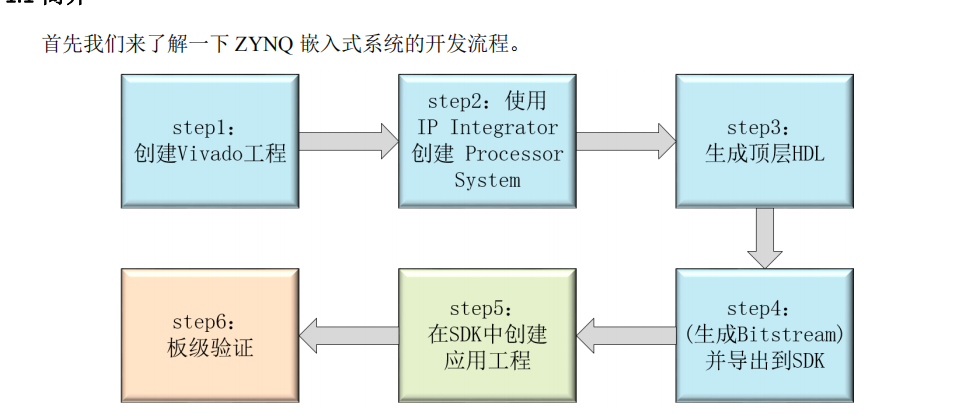 首先我们来了解一下 ZYNQ 嵌入式系统的开发流程。
step1:
创建Vivado工程
step2: 使用
IP Integrator
创建 Processor
System
step3:
生成顶层HDL
step4:
(生成Bitstream)
并导出到SDK
step5:
在SDK中创建
应用工程
step6:
板级验证